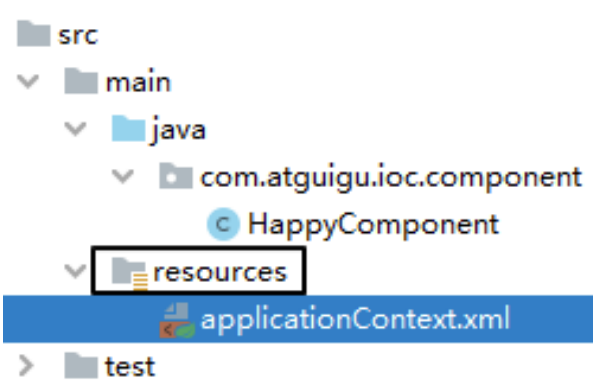 src
main
java
com.atguigu.ioc.component
C HappyComponent
resources
applicationContext.xml
test